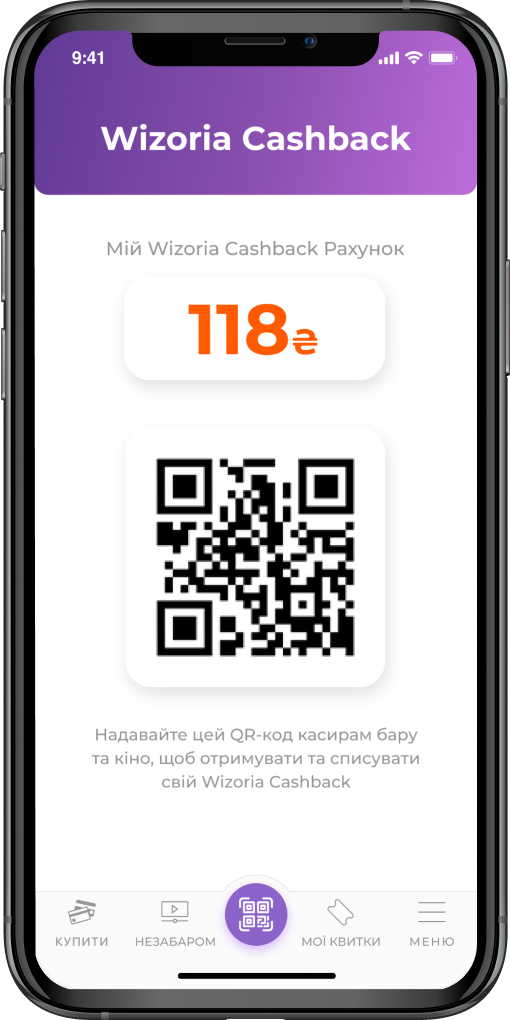 9:41
Wizoria Cashback
Мій Wizoria Cashback Рахунок
118₴
Надавайте цей QR-код касирам бару
та кіно, щоб отримувати та списувати
свій Wizoria Cashback
КУПИТИ НЕЗАБАРОМ МОЇ КВИТКИ МЕНЮ